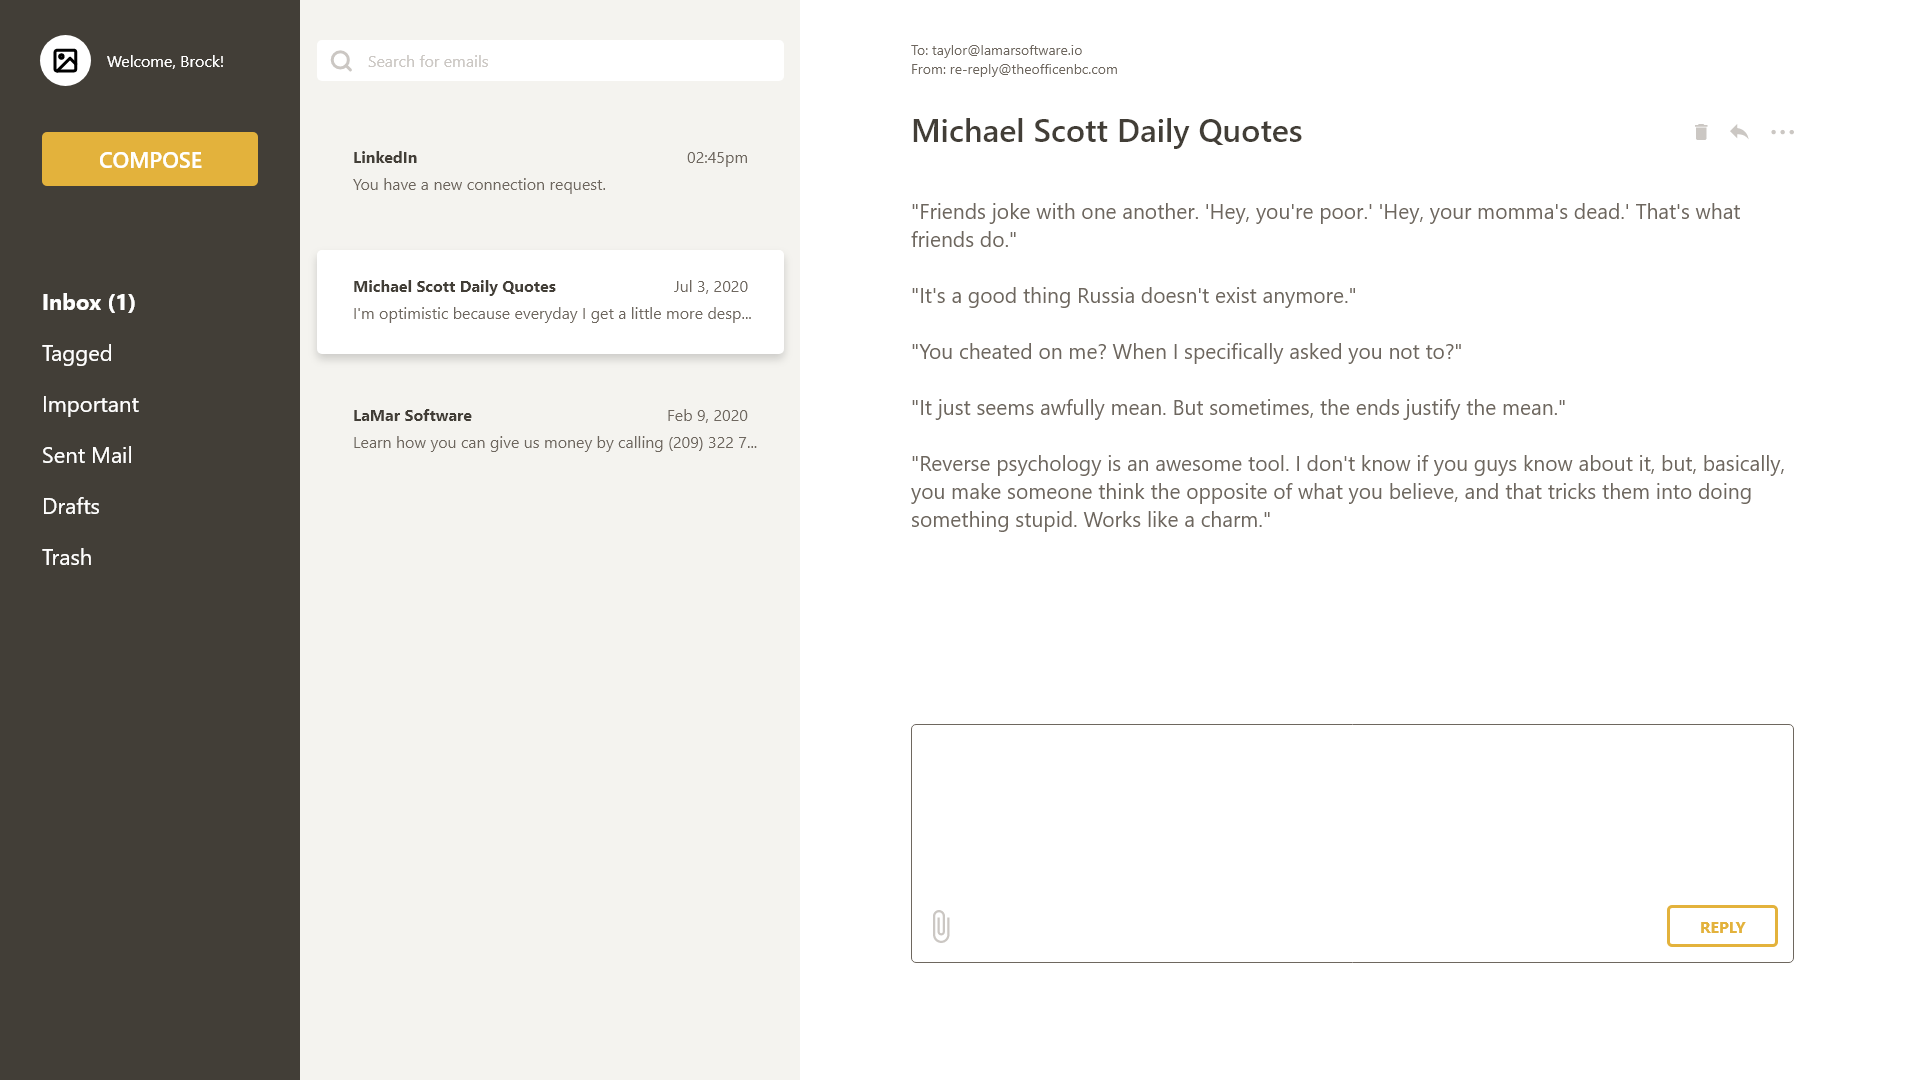 Welcome, Brock!
COMPOSE
Inbox (1)
Tagged
Important
Sent Mail
Drafts
Trash
Search for emails
LinkedIn 02:45pm
You have a new connection request.
Michael Scott Daily Quotes Jul 3, 2020
I'm optimistic because everyday I get a little more desp...
LaMar Software Feb 9, 2020
Learn how you can give us money by calling (209) 322 7...
To: taylor@lamarsoftware.io
From: re-reply@theofficenbc.com
Michael Scott Daily Quotes
"Friends joke with one another. 'Hey, you're poor.' 'Hey, your momma's dead.' That's what
friends do."
"It's a good thing Russia doesn't exist anymore."
"You cheated on me? When I specifically asked you not to?"
"It just seems awfully mean. But sometimes, the ends justify the mean."
"Reverse psychology is an awesome tool. I don't know if you guys know about it, but, basically,
you make someone think the opposite of what you believe, and that tricks them into doing
something stupid. Works like a charm."
REPLY